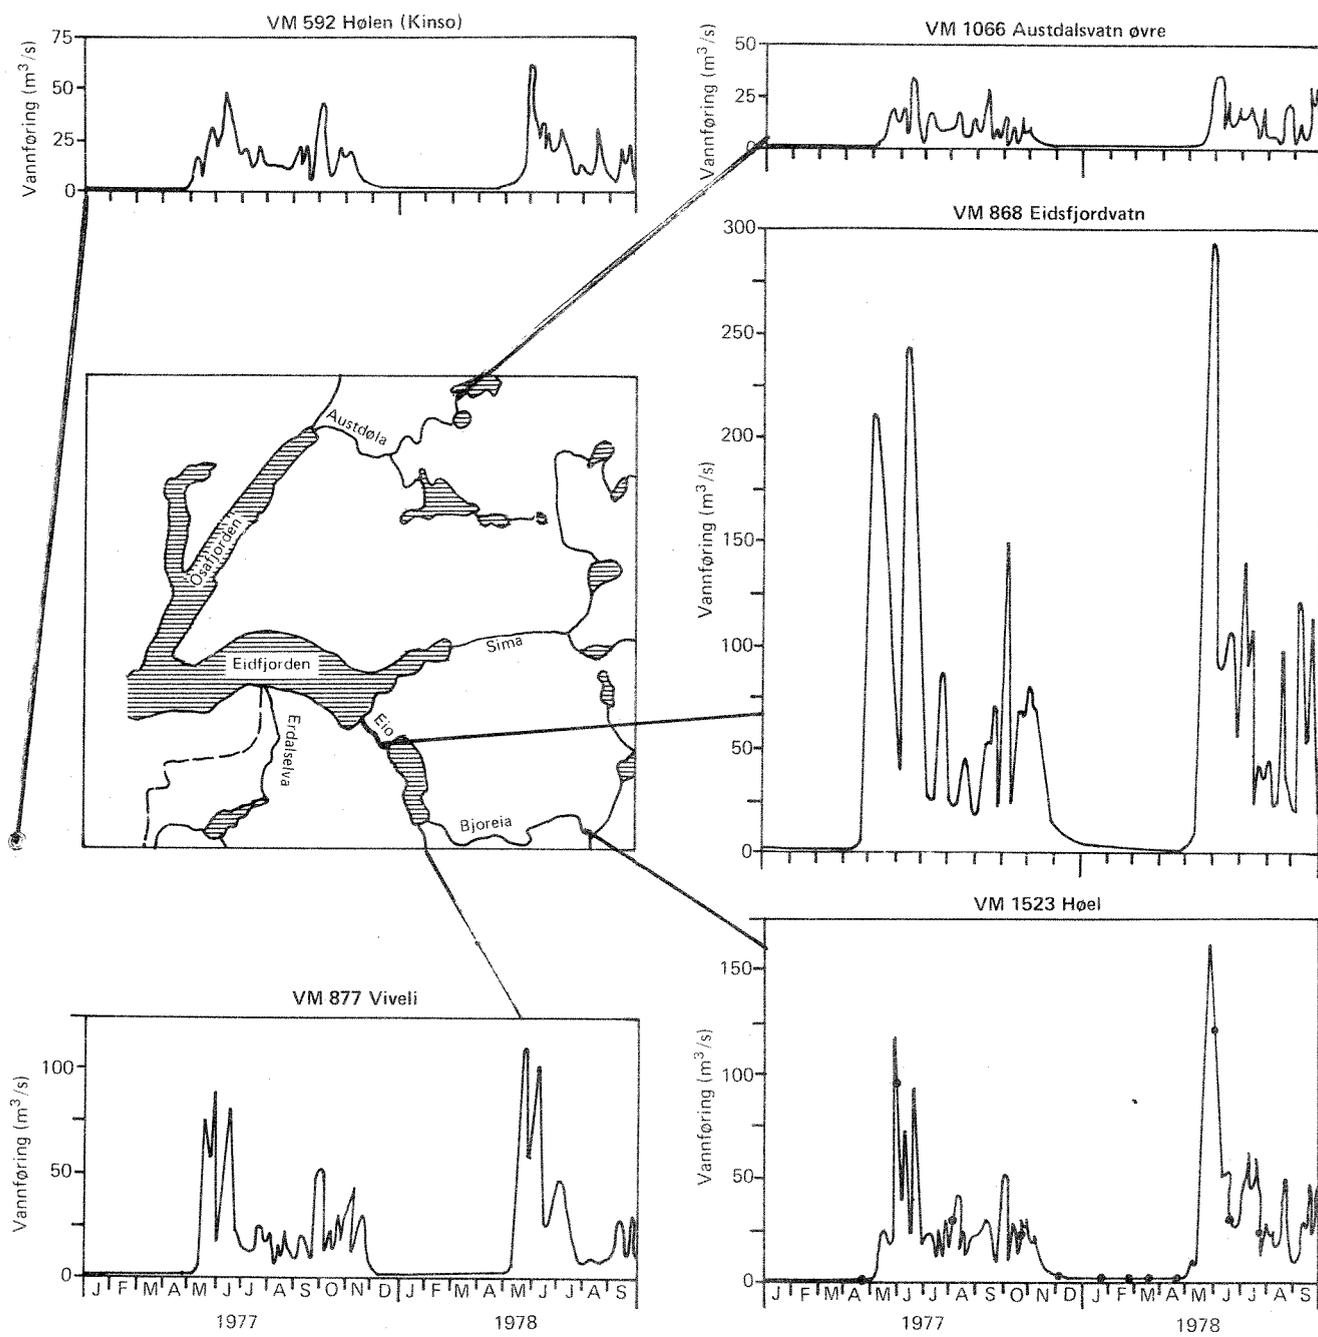 VM 592 Hølen (Kinso)
Vannføring (m³/s)
75
50
25
0
VM 1066 Austdalsvatn øvre
Vannføring (m³/s)
50
25
0
VM 868 Eidsfjordvatn
Vannføring (m³/s)
300
250
200
150
100
50
0
Austdøla
Osafjorden
Eidfjorden
Sima
Eio
Erdalselva
Bjoreia
VM 877 Viveli
Vannføring (m³/s)
100
50
0
J F M A M J J A S O N D J F M A M J J A S
1977 1978
VM 1523 Høel
Vannføring (m³/s)
150
100
50
0
J F M A M J J A S O N D J F M A M J J A S
1977 1978